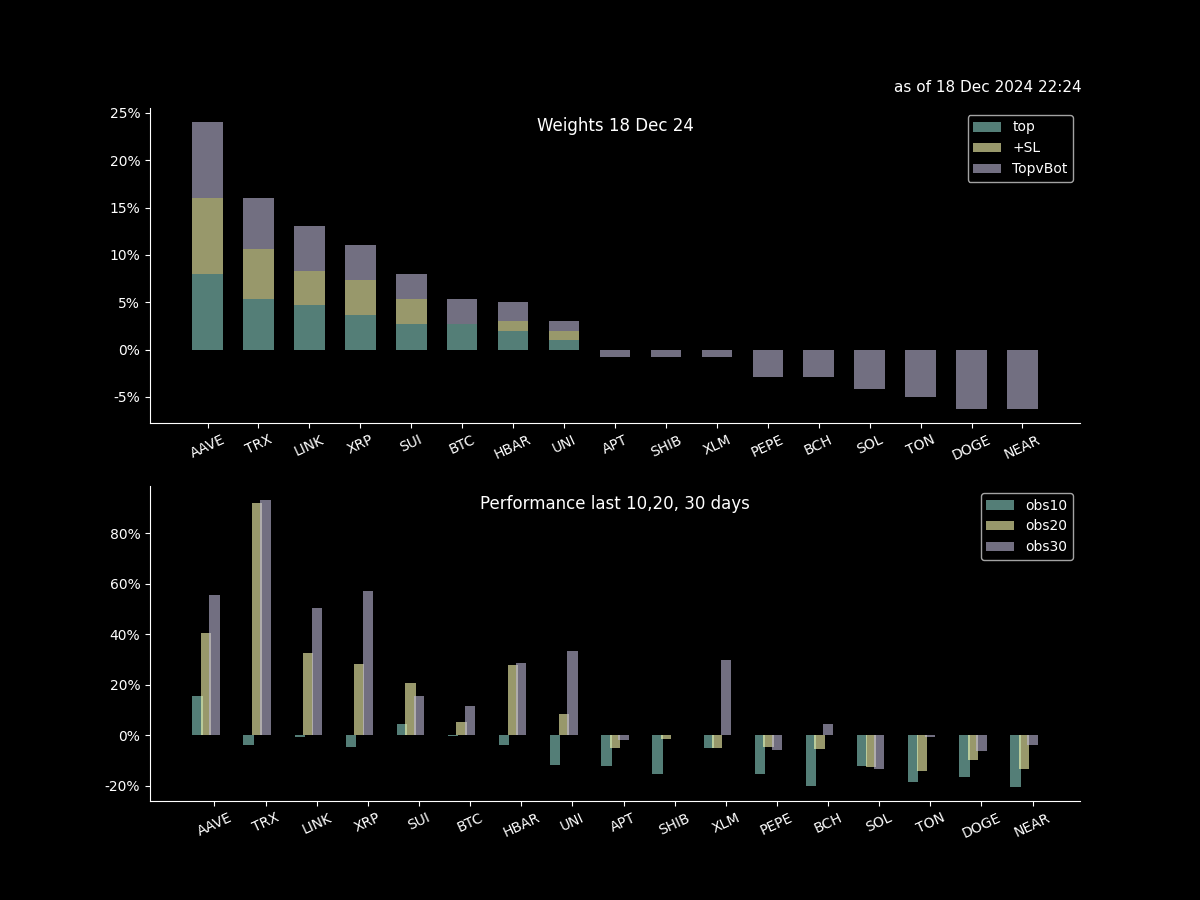 as of 18 Dec 2024 22:24
Weights 18 Dec 24
top
+SL
TopvBot
25%
20%
15%
10%
5%
0%
-5%
AAVE TRX LINK XRP SUI BTC HBAR UNI APT SHIB XLM PEPE BCH SOL TON DOGE NEAR
Performance last 10,20, 30 days
obs10
obs20
obs30
80%
60%
40%
20%
0%
-20%
AAVE TRX LINK XRP SUI BTC HBAR UNI APT SHIB XLM PEPE BCH SOL TON DOGE NEAR